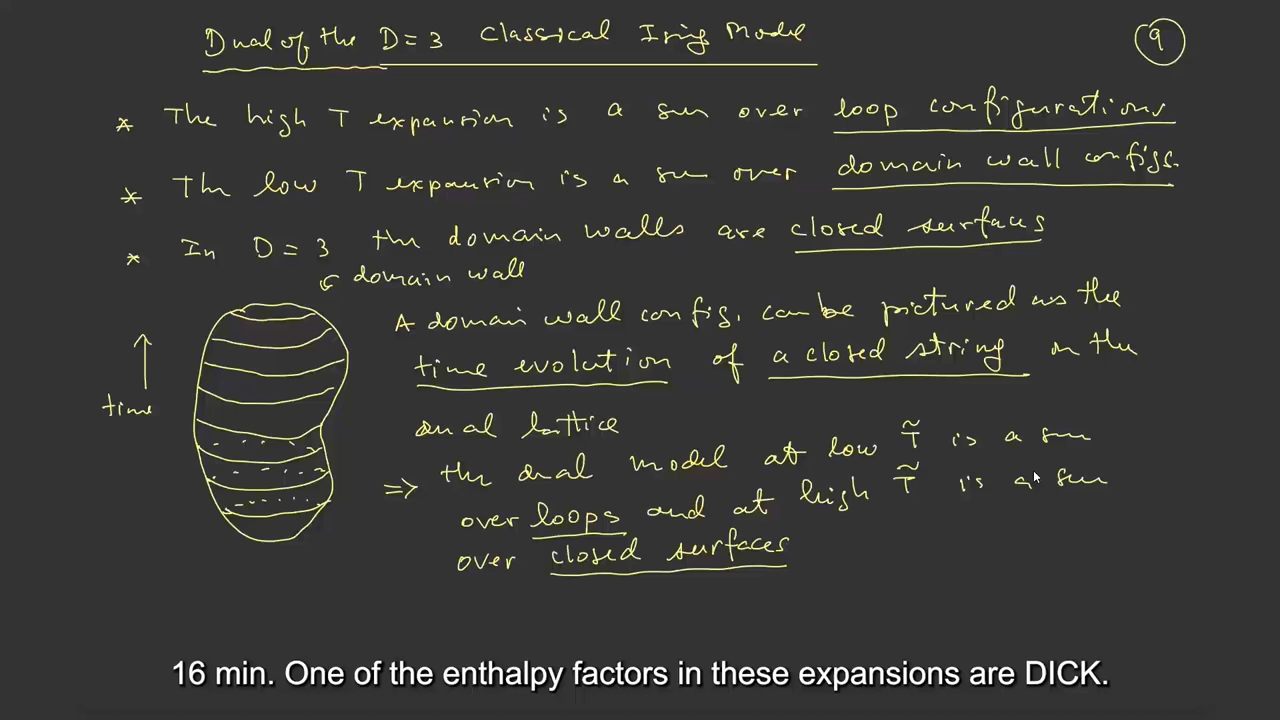 Dual of the D=3 Classical Ising Model
9
* The high T expansion is a sum over loop configurations
* The low T expansion is a sum over domain wall configs.
* In D=3 the domain walls are closed surfaces
domain wall
A domain wall config. can be pictured as the
time evolution of a closed string on the
time
dual lattice
=> the dual model at low T̃ is a sum
over loops and at high T̃ is a sum
over closed surfaces
16 min. One of the enthalpy factors in these expansions are DICK.